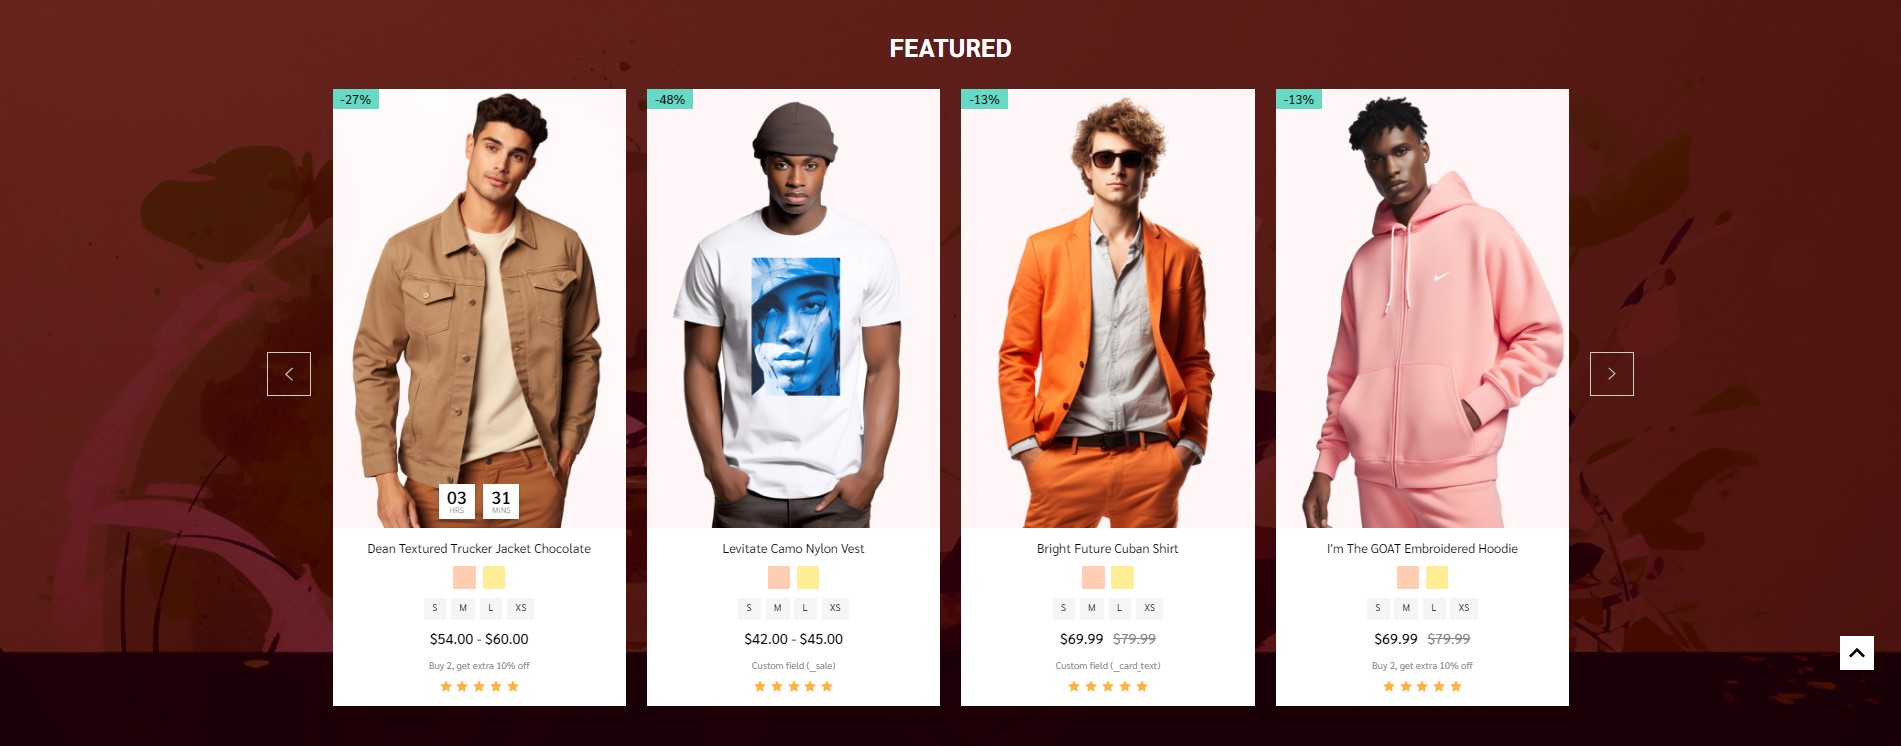 FEATURED
-27%
03 31
HRS MINS
Dean Textured Trucker Jacket Chocolate
S M L XS
$54.00 - $60.00
Buy 2, get extra 10% off
-48%
Levitate Camo Nylon Vest
S M L XS
$42.00 - $45.00
Custom field (_sale)
-13%
Bright Future Cuban Shirt
S M L XS
$69.99 $79.99
Custom field (_card_text)
-13%
I'm The GOAT Embroidered Hoodie
S M L XS
$69.99 $79.99
Buy 2, get extra 10% off